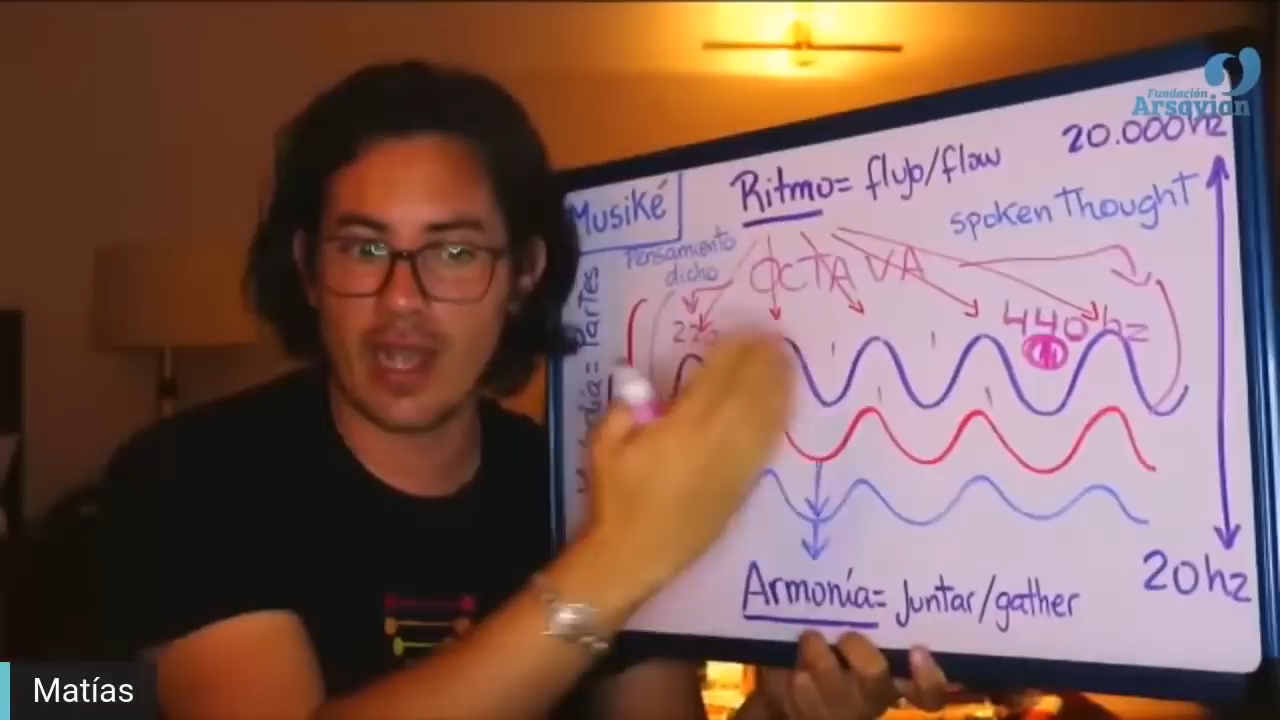 Fundación
Arsayian
20.000hz
Ritmo= flujo/flow
Musiké
spoken Thought
Pensamiento
dicho
OCTAVA
Partes
440hz
Armonía= Juntar/gather
20hz
Matías